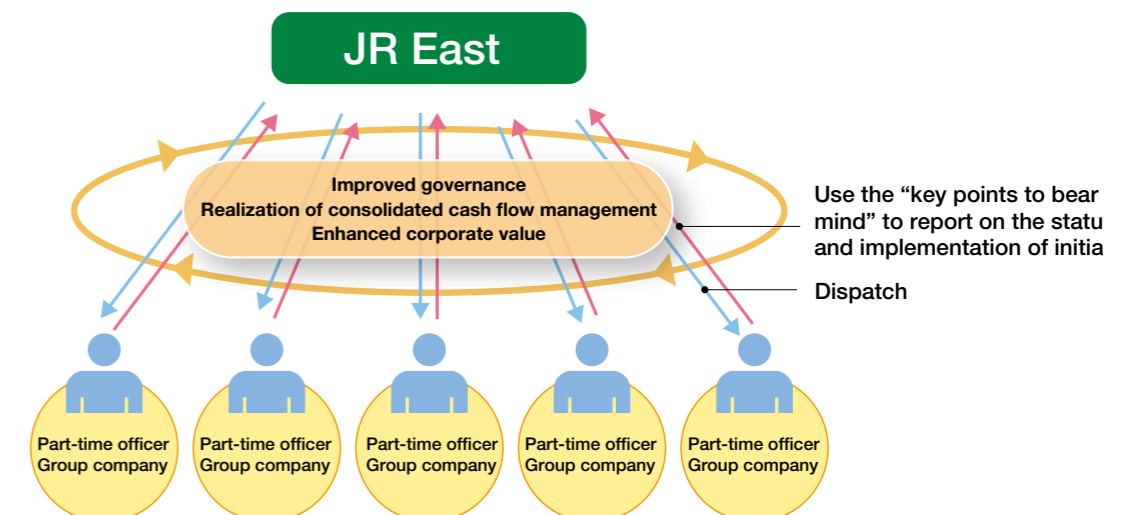 JR East
Improved governance
Realization of consolidated cash flow management
Enhanced corporate value
Use the “key points to bear
mind” to report on the statu
and implementation of initia
Dispatch
Part-time officer
Group company
Part-time officer
Group company
Part-time officer
Group company
Part-time officer
Group company
Part-time officer
Group company